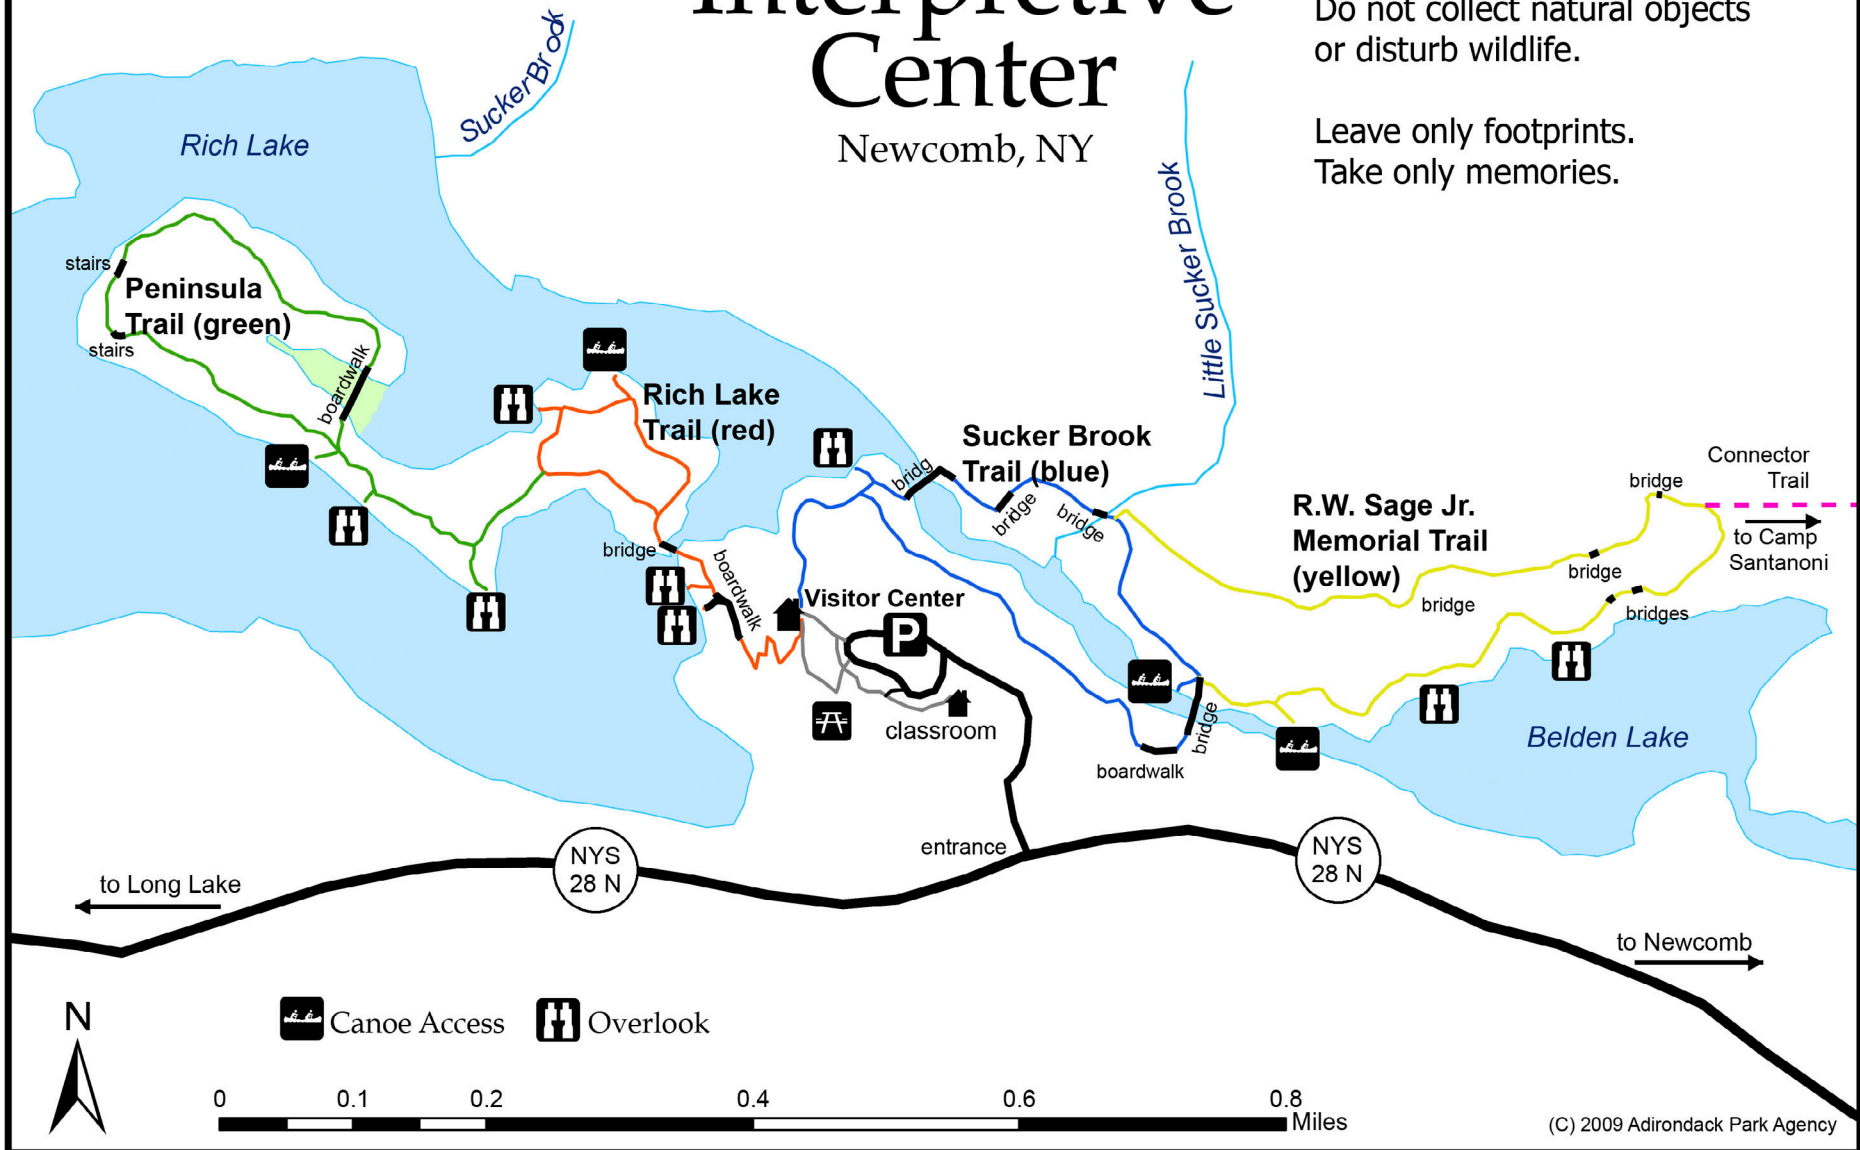 Interpretive
Center
Newcomb, NY
Do not collect natural objects
or disturb wildlife.
Leave only footprints.
Take only memories.
Sucker Brook
Rich Lake
Little Sucker Brook
stairs
Peninsula
Trail (green)
stairs
boardwalk
Rich Lake
Trail (red)
Sucker Brook
Trail (blue)
bridg
bridge
bridge
Connector
Trail
bridge
R.W. Sage Jr.
Memorial Trail
(yellow)
to Camp
Santanoni
bridge
bridge
bridges
bridge
boardwalk
Visitor Center
P
classroom
bridge
boardwalk
Belden Lake
entrance
NYS
28 N
NYS
28 N
to Long Lake
to Newcomb
N
Canoe Access
Overlook
0 0.1 0.2 0.4 0.6 0.8
Miles
(C) 2009 Adirondack Park Agency